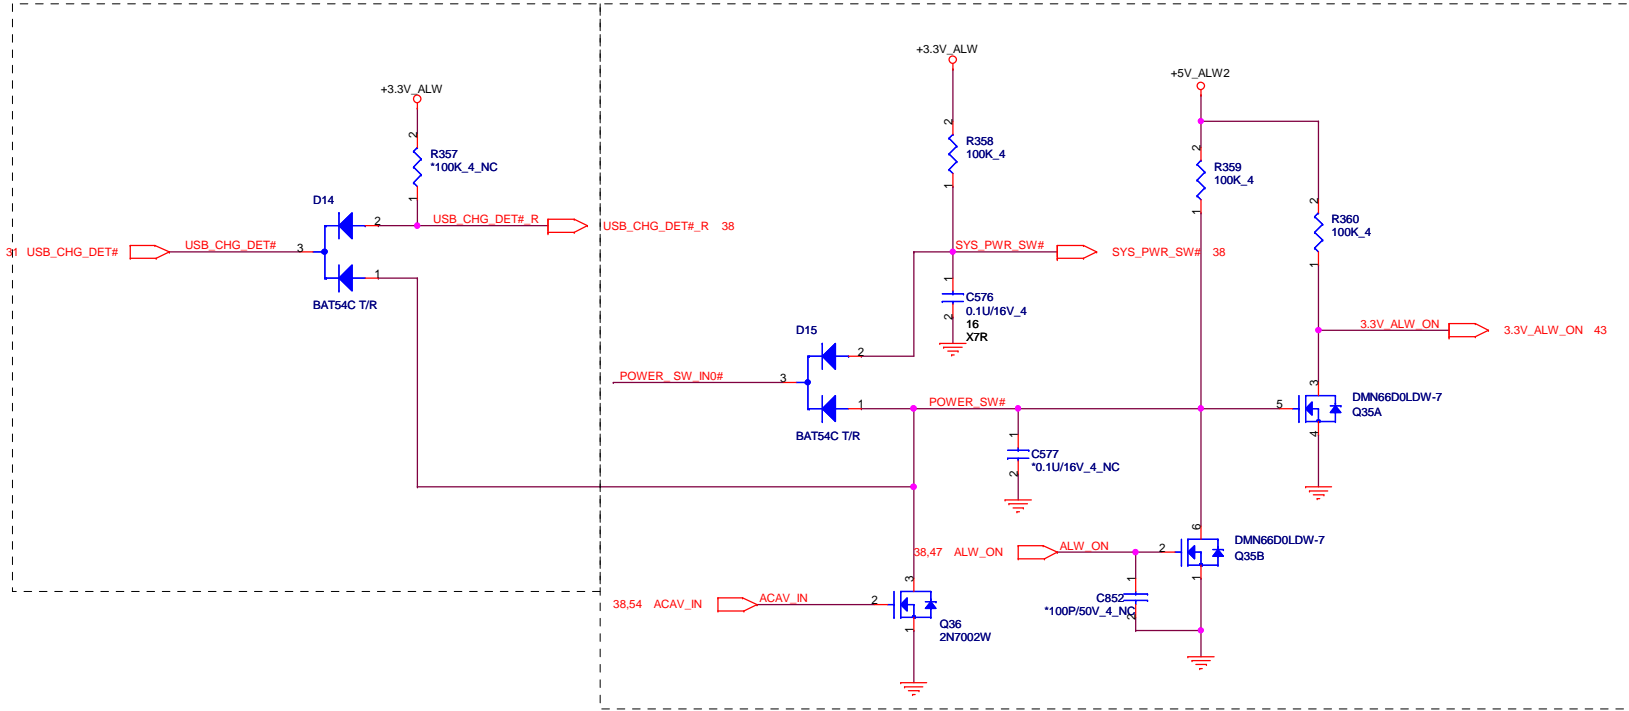 +3.3V_ALW
2
R357
*100K_4_NC
1
D14
2
USB_CHG_DET#_R
USB_CHG_DET#_R 38
31 USB_CHG_DET#
USB_CHG_DET#
3
1
BAT54C T/R
+3.3V_ALW
2
R358
100K_4
1
SYS_PWR_SW#
SYS_PWR_SW# 38
1
C576
0.1U/16V_4
16
X7R
2
D15
2
POWER_SW_IN0#
3
1
POWER_SW#
BAT54C T/R
1
C577
*0.1U/16V_4_NC
2
+5V_ALW2
2
R359
100K_4
1
2
R360
100K_4
1
3.3V_ALW_ON
3.3V_ALW_ON 43
3
5
DMN66D0LDW-7
Q35A
4
38,47 ALW_ON
ALW_ON
2
6
DMN66D0LDW-7
Q35B
1
1
C852
*100P/50V_4_NC
2
38,54 ACAV_IN
ACAV_IN
2
3
Q36
2N7002W
1